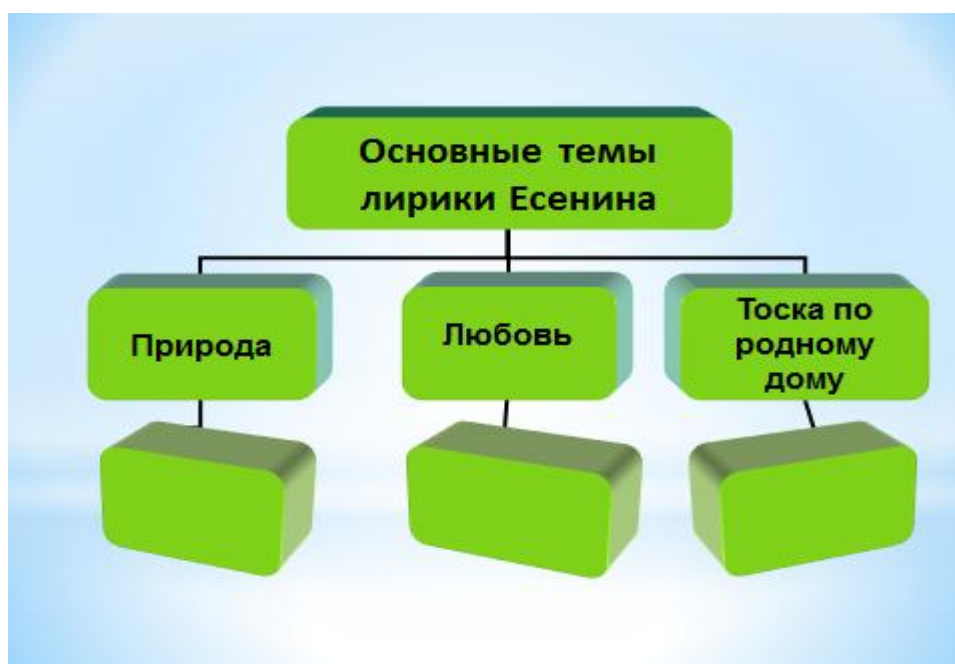 Основные темы
лирики Есенина
Природа
Любовь
Тоска по
родному
дому